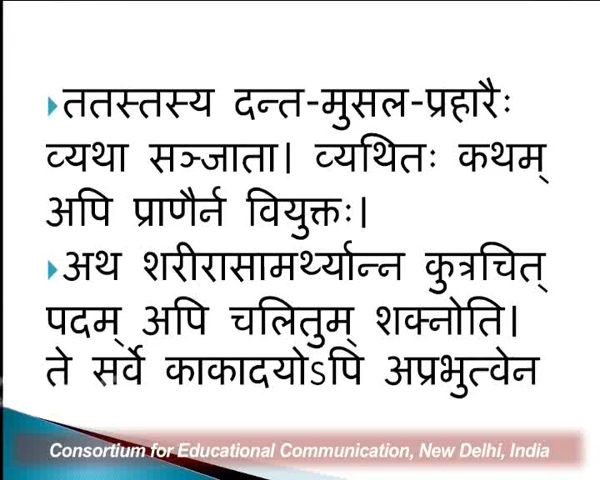 ततस्तस्य दन्त-मुसल-प्रहारैः
व्यथा सञ्जाता। व्यथितः कथम्
अपि प्राणैर्न वियुक्तः।
अथ शरीरासामर्थ्यान्न कुत्रचित्
पदम् अपि चलितुम् शक्नोति।
ते सर्वे काकादयोऽपि अप्रभुत्वेन
Consortium for Educational Communication, New Delhi, India